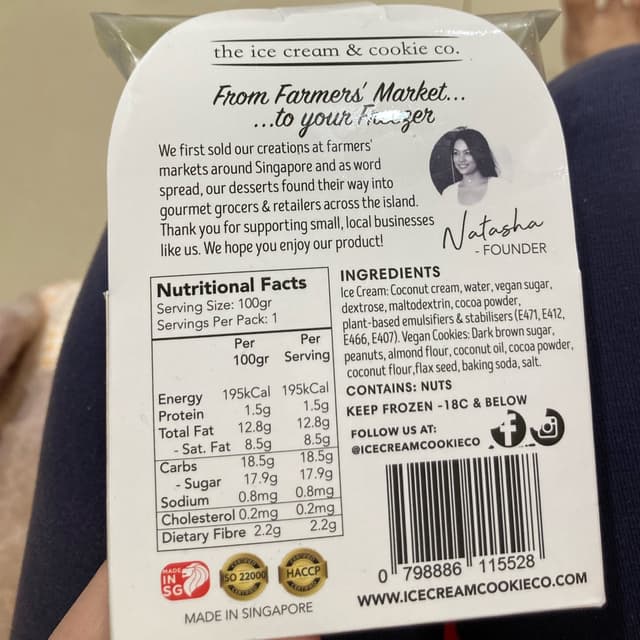 the ice cream & cookie co.
From Farmers' Market...
...to your Freezer
We first sold our creations at farmers'
markets around Singapore and as word
spread, our desserts found their way into
gourmet grocers & retailers across the island.
Thank you for supporting small, local businesses
like us. We hope you enjoy our product!
Natasha
- FOUNDER
Nutritional Facts
Serving Size: 100gr
Servings Per Pack: 1
Per 100gr Per Serving
Energy 195kCal 195kCal
Protein 1.5g 1.5g
Total Fat 12.8g 12.8g
- Sat. Fat 8.5g 8.5g
Carbs 18.5g 18.5g
- Sugar 17.9g 17.9g
Sodium 0.8mg 0.8mg
Cholesterol 0.2mg 0.2mg
Dietary Fibre 2.2g 2.2g
INGREDIENTS
Ice Cream: Coconut cream, water, vegan sugar,
dextrose, maltodextrin, cocoa powder,
plant-based emulsifiers & stabilisers (E471, E412,
E466, E407). Vegan Cookies: Dark brown sugar,
peanuts, almond flour, coconut oil, cocoa powder,
coconut flour, flax seed, baking soda, salt.
CONTAINS: NUTS
KEEP FROZEN -18C & BELOW
FOLLOW US AT:
@ICECREAMCOOKIECO
0 798886 115528
WWW.ICECREAMCOOKIECO.COM
MADE
IN
SG
ISO 22000
HACCP
MADE IN SINGAPORE